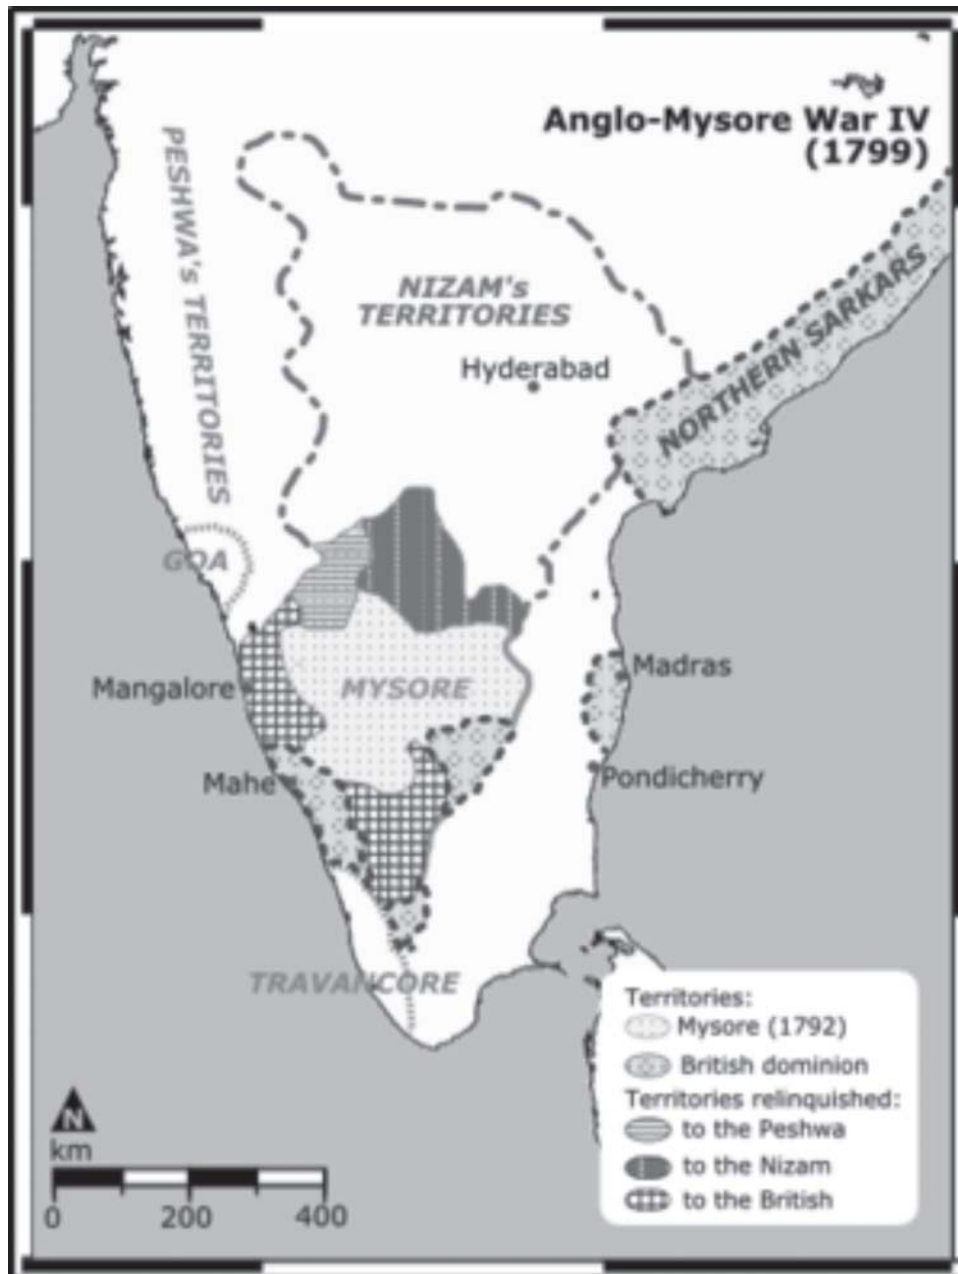 Anglo-Mysore War IV
(1799)
PESHWA's TERRITORIES
NIZAM's
TERRITORIES
Hyderabad
NORTHERN SARKARS
GOA
Mangalore
MYSORE
Madras
Mahe
Pondicherry
TRAVANCORE
Territories:
Mysore (1792)
British dominion
Territories relinquished:
to the Peshwa
to the Nizam
to the British
N
km
0 200 400